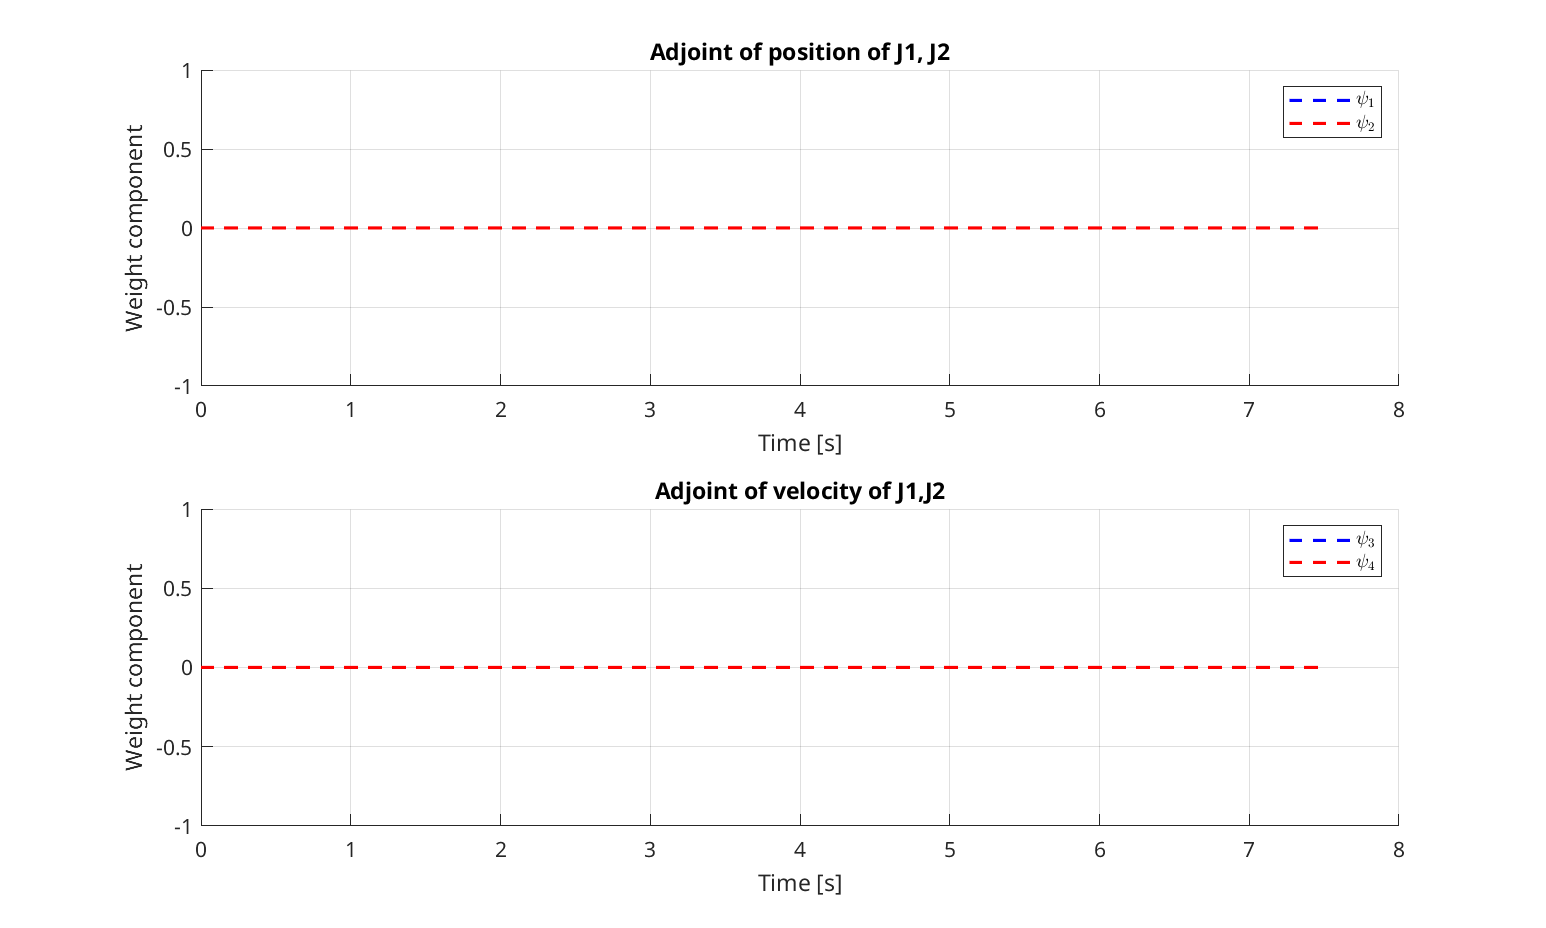 Adjoint of position of J1, J2
1
0.5
0
-0.5
-1
Weight component
ψ1
ψ2
0 1 2 3 4 5 6 7 8
Time [s]
Adjoint of velocity of J1,J2
1
0.5
0
-0.5
-1
Weight component
ψ3
ψ4
0 1 2 3 4 5 6 7 8
Time [s]